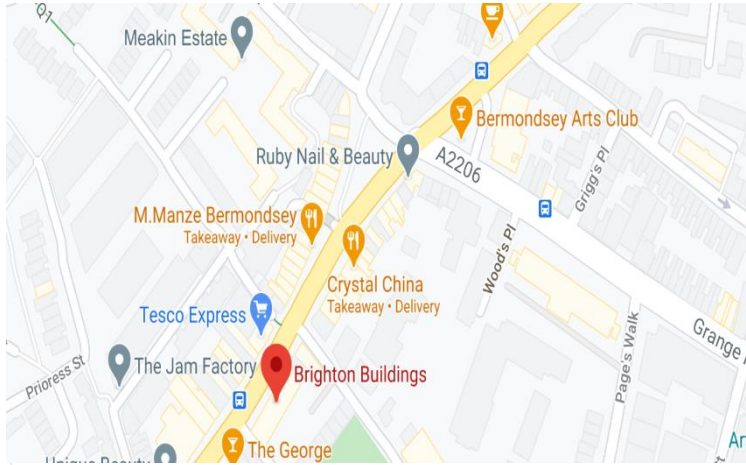 Q1
Meakin Estate
Bermondsey Arts Club
Ruby Nail & Beauty
A2206
Grigg's Pl
M.Manze Bermondsey
Takeaway • Delivery
Wood's Pl
Crystal China
Takeaway • Delivery
Tesco Express
Page's Walk
Grange
The Jam Factory
Brighton Buildings
Prioress St
The George
Unique Beauty